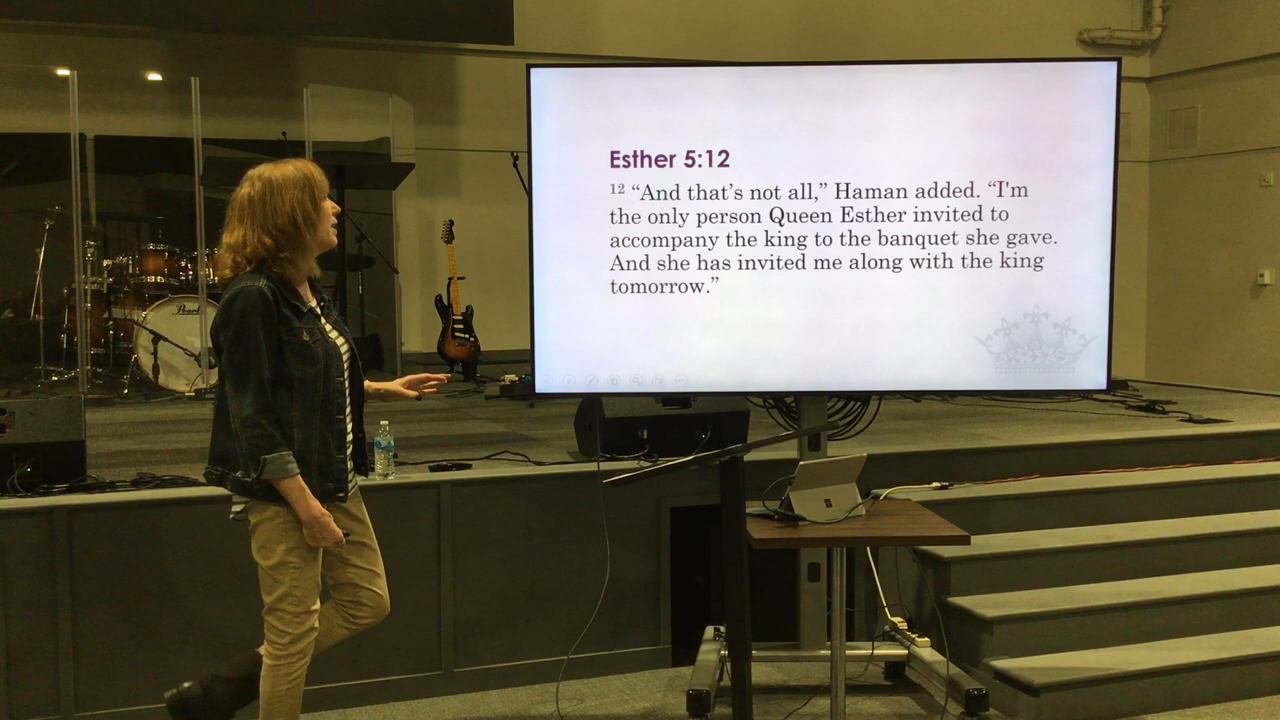 Esther 5:12
12 “And that’s not all,” Haman added. “I'm
the only person Queen Esther invited to
accompany the king to the banquet she gave.
And she has invited me along with the king
tomorrow.”
Pearl